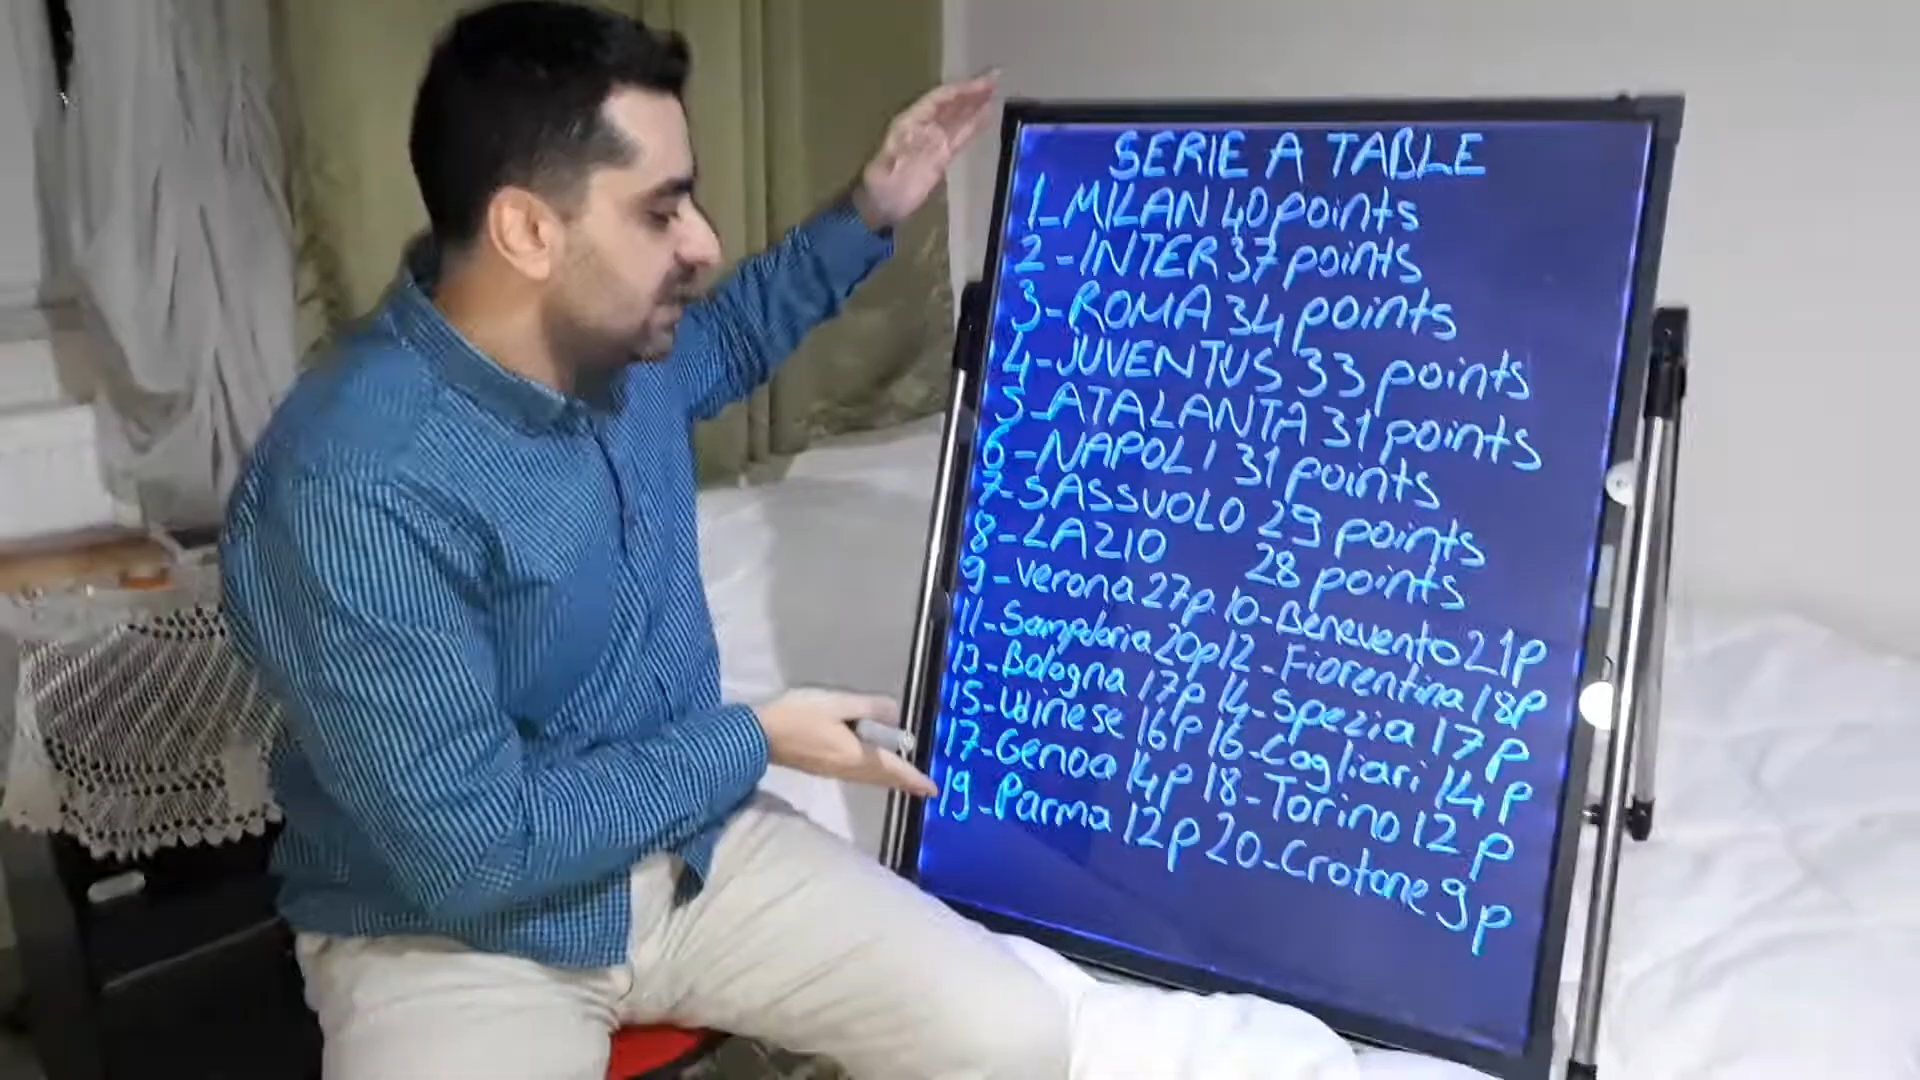 SERIE A TABLE
1-MILAN 40 points
2-INTER 37 points
3-ROMA 34 points
4-JUVENTUS 33 points
5-ATALANTA 31 points
6-NAPOLI 31 points
7-SASSUOLO 29 points
8-LAZIO 28 points
9-Verona 27p. 10-Benevento 21p
11-Sampdoria 20p 12-Fiorentina 18p
13-Bologna 17p 14-Spezia 17p
15-Udinese 16p 16-Cagliari 14p
17-Genoa 14p 18-Torino 12p
19-Parma 12p 20-Crotone 9p